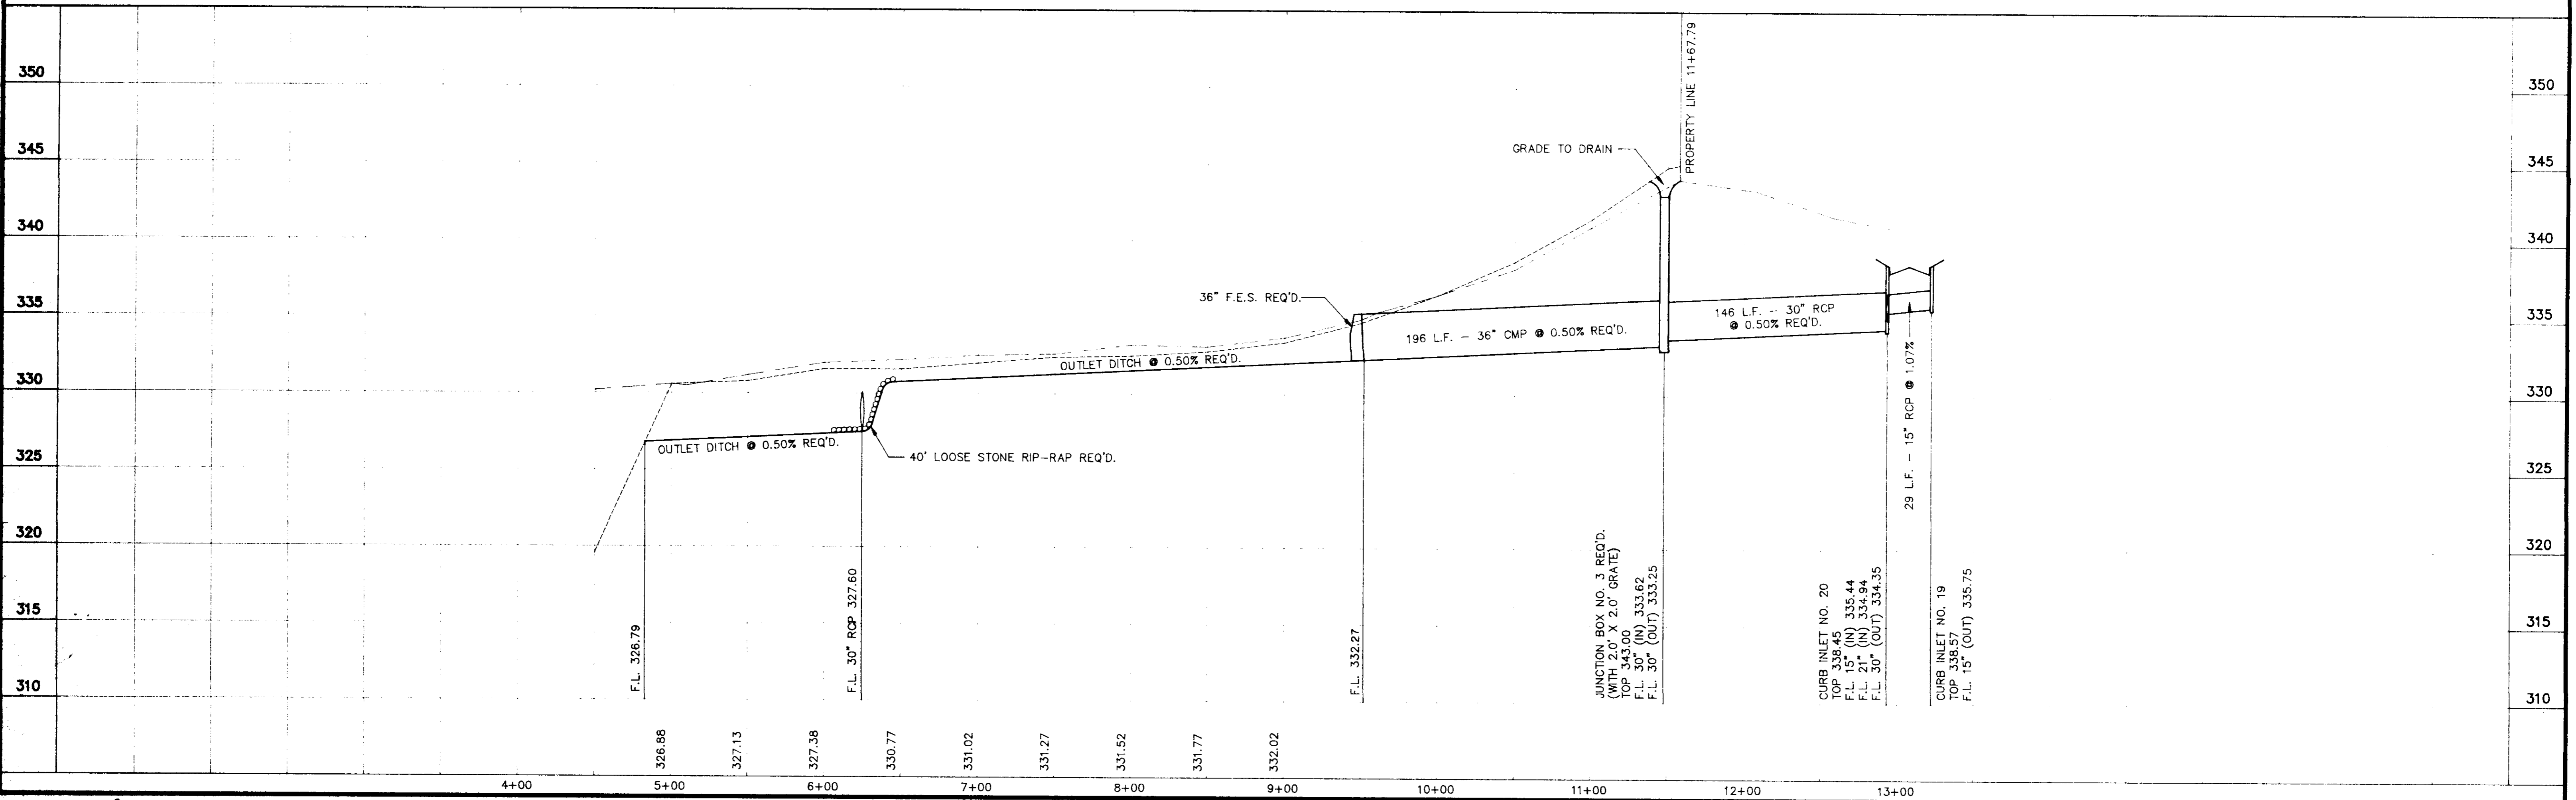 350
345
340
335
330
325
320
315
310
350
345
340
335
330
325
320
315
310
PROPERTY LINE 11+67.79
GRADE TO DRAIN
36" F.E.S. REQ'D.
196 L.F. - 36" CMP @ 0.50% REQ'D.
146 L.F. - 30" RCP
@ 0.50% REQ'D.
29 L.F. - 15" RCP @ 1.07%
OUTLET DITCH @ 0.50% REQ'D.
OUTLET DITCH @ 0.50% REQ'D.
40' LOOSE STONE RIP-RAP REQ'D.
F.L. 326.79
F.L. 30" RCP 327.60
F.L. 332.27
JUNCTION BOX NO. 3 REQ'D.
(WITH 2.0' X 2.0' GRATE)
TOP 343.00
F.L. 30" (IN) 333.62
F.L. 30" (OUT) 333.25
CURB INLET NO. 20
TOP 338.45
F.L. 15" (IN) 335.44
F.L. 21" (IN) 334.94
F.L. 30" (OUT) 334.35
CURB INLET NO. 19
TOP 338.57
F.L. 15" (OUT) 335.75
326.88
327.13
327.38
330.77
331.02
331.27
331.52
331.77
332.02
4+00
5+00
6+00
7+00
8+00
9+00
10+00
11+00
12+00
13+00